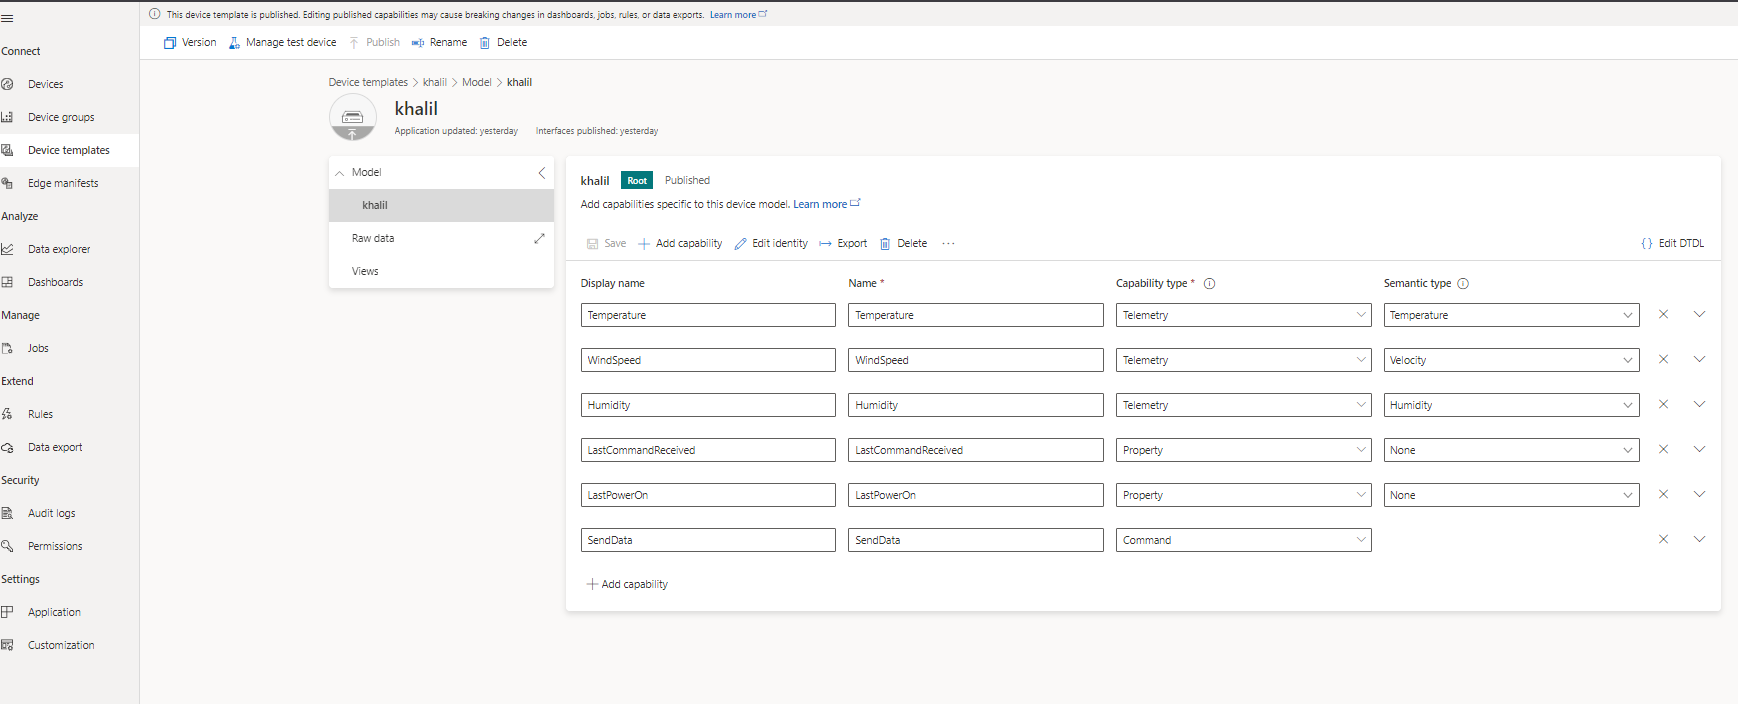 This device template is published. Editing published capabilities may cause breaking changes in dashboards, jobs, rules, or data exports. Learn more
Version Manage test device Publish Rename Delete
Connect
Devices
Device groups
Device templates
Edge manifests
Analyze
Data explorer
Dashboards
Manage
Jobs
Extend
Rules
Data export
Security
Audit logs
Permissions
Settings
Application
Customization
Device templates > khalil > Model > khalil
khalil
Application updated: yesterday Interfaces published: yesterday
Model
khalil
Raw data
Views
khalil Root Published
Add capabilities specific to this device model. Learn more
Save Add capability Edit identity Export Delete ... {} Edit DTDL
Display name Name * Capability type * Semantic type
Temperature Temperature Telemetry Temperature
WindSpeed WindSpeed Telemetry Velocity
Humidity Humidity Telemetry Humidity
LastCommandReceived LastCommandReceived Property None
LastPowerOn LastPowerOn Property None
SendData SendData Command
Add capability